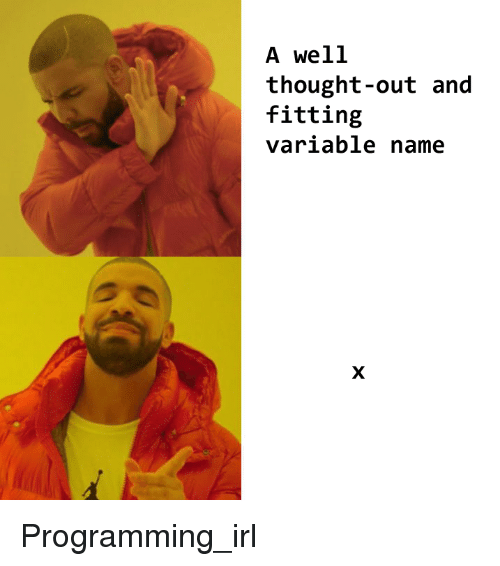 A well
thought-out and
fitting
variable name
x
Programming_irl